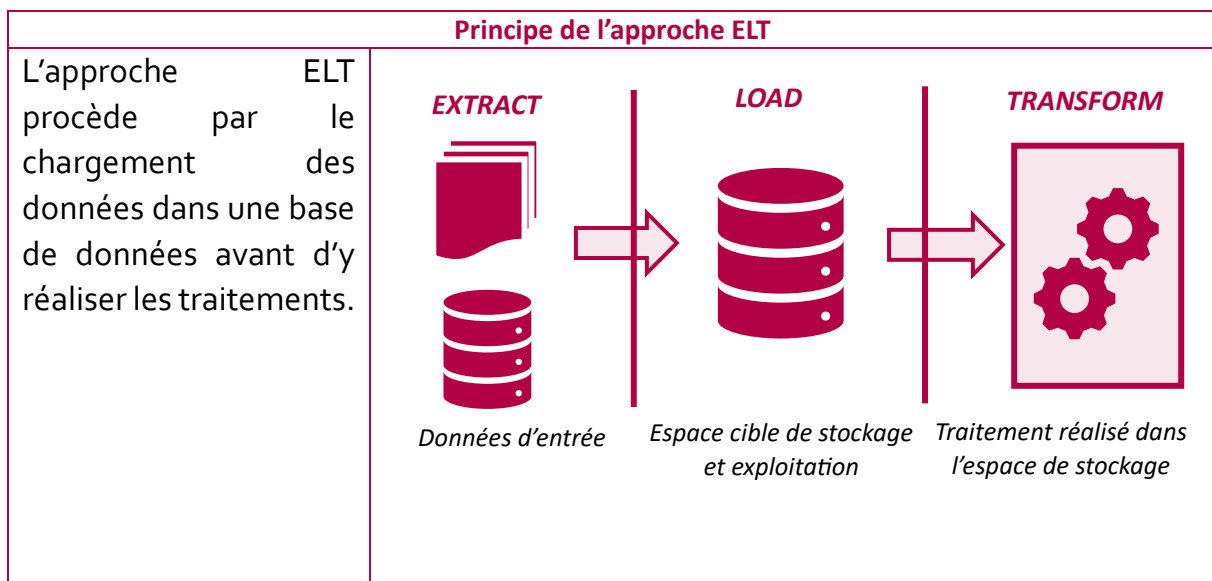 Principe de l’approche ELT
L’approche ELT
procède par le
chargement des
données dans une base
de données avant d’y
réaliser les traitements.
EXTRACT
LOAD
TRANSFORM
Données d’entrée
Espace cible de stockage
et exploitation
Traitement réalisé dans
l’espace de stockage